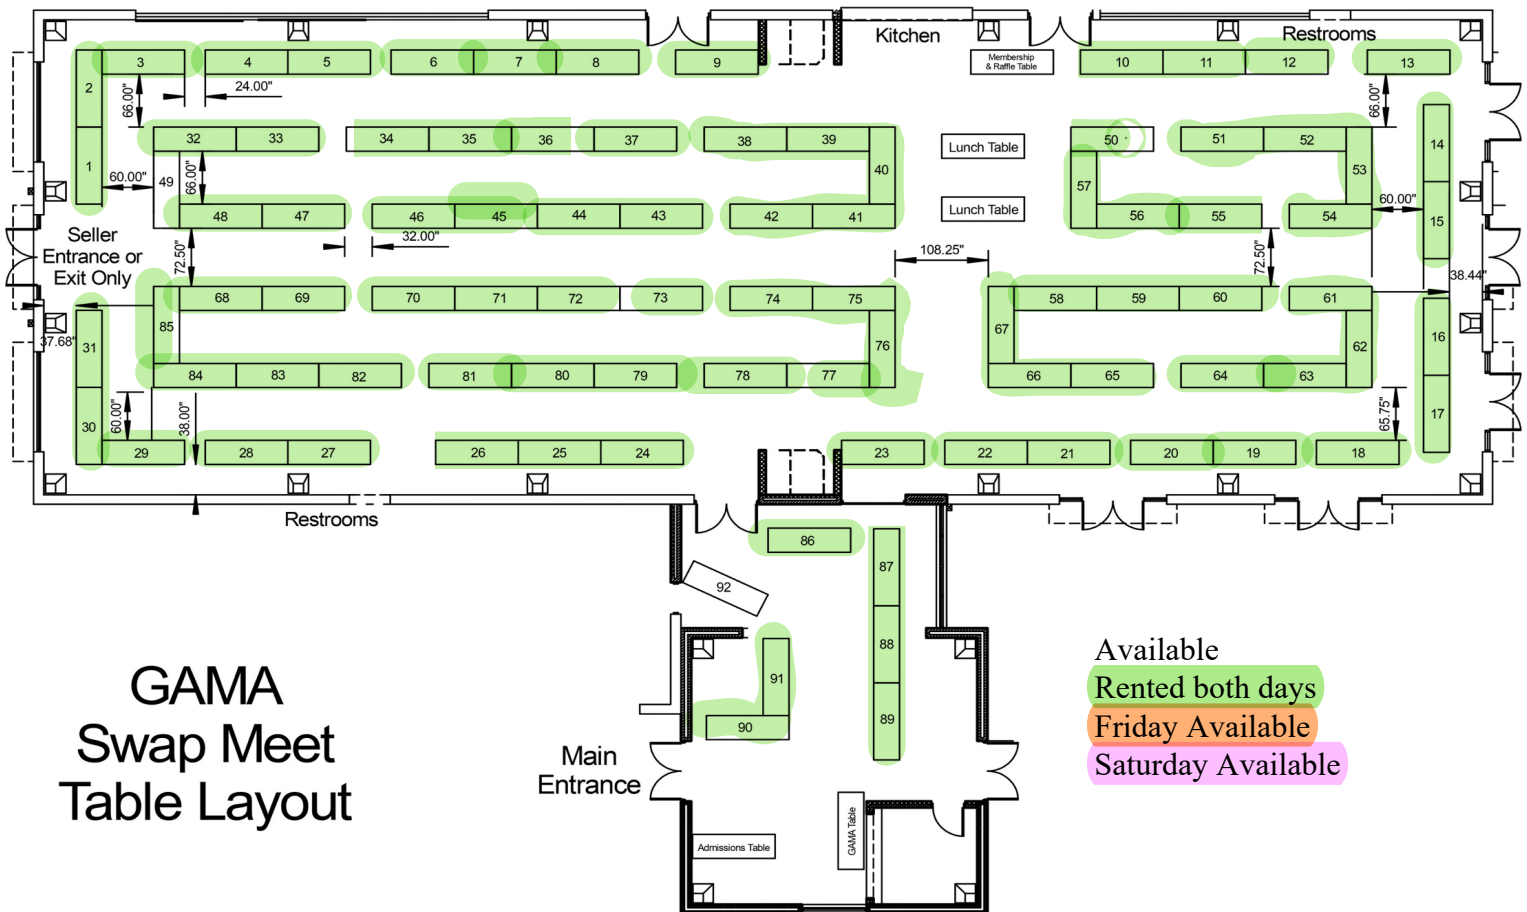 Kitchen
Restrooms
Membership
& Raffle Table
3 4 5 6 7 8 9 10 11 12 13
2
66.00"
24.00"
66.00"
32 33 34 35 36 37 38 39 50 51 52
14
Lunch Table
1
60.00"
49
66.00"
40
57
53
60.00"
48 47 46 45 44 43 42 41
Lunch Table
56 55 54
15
Seller
Entrance or
Exit Only
72.50"
32.00"
108.25"
72.50"
38.44"
68 69 70 71 72 73 74 75 58 59 60 61
37.68"
31
85
76
67
62
16
84 83 82 81 80 79 78 77 66 65 64 63
30
60.00"
38.00"
65.75"
17
29 28 27 26 25 24 23 22 21 20 19 18
Restrooms
86
87
92
88
91
89
90
GAMA
Swap Meet
Table Layout
Main
Entrance
Admissions Table
GAMA Table
Available
Rented both days
Friday Available
Saturday Available